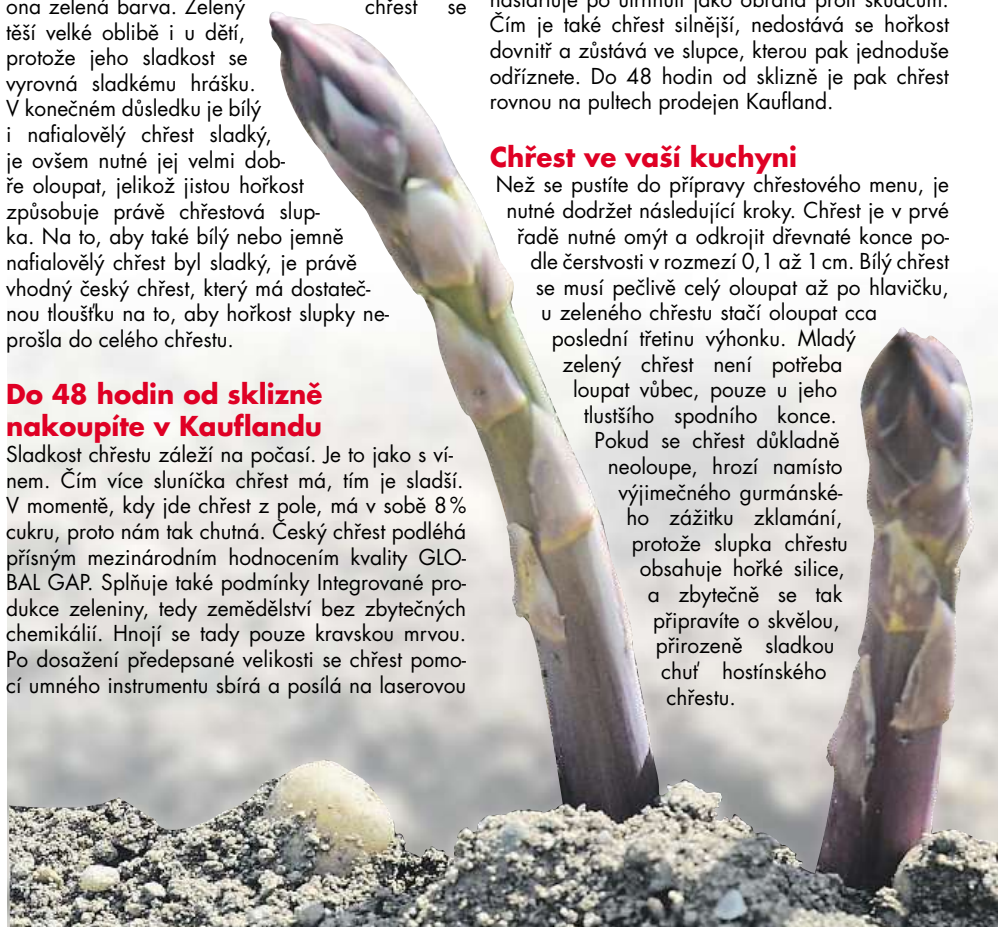 ona zelená barva. Zelený
těší velké oblibě i u dětí,
protože jeho sladkost se
vyrovná sladkému hrášku.
V konečném důsledku je bílý
i nafialovělý chřest sladký,
je ovšem nutné jej velmi dob-
ře oloupat, jelikož jistou hořkost
způsobuje právě chřestová slup-
ka. Na to, aby také bílý nebo jemně
nafialovělý chřest byl sladký, je právě
vhodný český chřest, který má dostateč-
nou tloušťku na to, aby hořkost slupky ne-
prošla do celého chřestu.
Do 48 hodin od sklizně
nakoupíte v Kauflandu
Sladkost chřestu záleží na počasí. Je to jako s ví-
nem. Čím více sluníčka chřest má, tím je sladší.
V momentě, kdy jde chřest z pole, má v sobě 8 %
cukru, proto nám tak chutná. Český chřest podléhá
přísným mezinárodním hodnocením kvality GLO-
BAL GAP. Splňuje také podmínky Integrované pro-
dukce zeleniny, tedy zemědělství bez zbytečných
chemikálií. Hnojí se tady pouze kravskou mrvou.
Po dosažení předepsané velikosti se chřest pomo-
cí umného instrumentu sbírá a posílá na laserovou
chřest se
nastartuje po utrhnutí jako obrana proti škůdcům.
Čím je také chřest silnější, nedostává se hořkost
dovnitř a zůstává ve slupce, kterou pak jednoduše
odříznete. Do 48 hodin od sklizně je pak chřest
rovnou na pultech prodejen Kaufland.
Chřest ve vaší kuchyni
Než se pustíte do přípravy chřestového menu, je
nutné dodržet následující kroky. Chřest je v prvé
řadě nutné omýt a odkrojit dřevnaté konce po-
dle čerstvosti v rozmezí 0,1 až 1 cm. Bílý chřest
se musí pečlivě celý oloupat až po hlavičku,
u zeleného chřestu stačí oloupat cca
poslední třetinu výhonku. Mladý
zelený chřest není potřeba
loupat vůbec, pouze u jeho
tlustšího spodního konce.
Pokud se chřest důkladně
neoloupe, hrozí namísto
výjimečného gurmánské-
ho zážitku zklamání,
protože slupka chřestu
obsahuje hořké silice,
a zbytečně se tak
připravíte o skvělou,
přirozeně sladkou
chuť hostínského
chřestu.